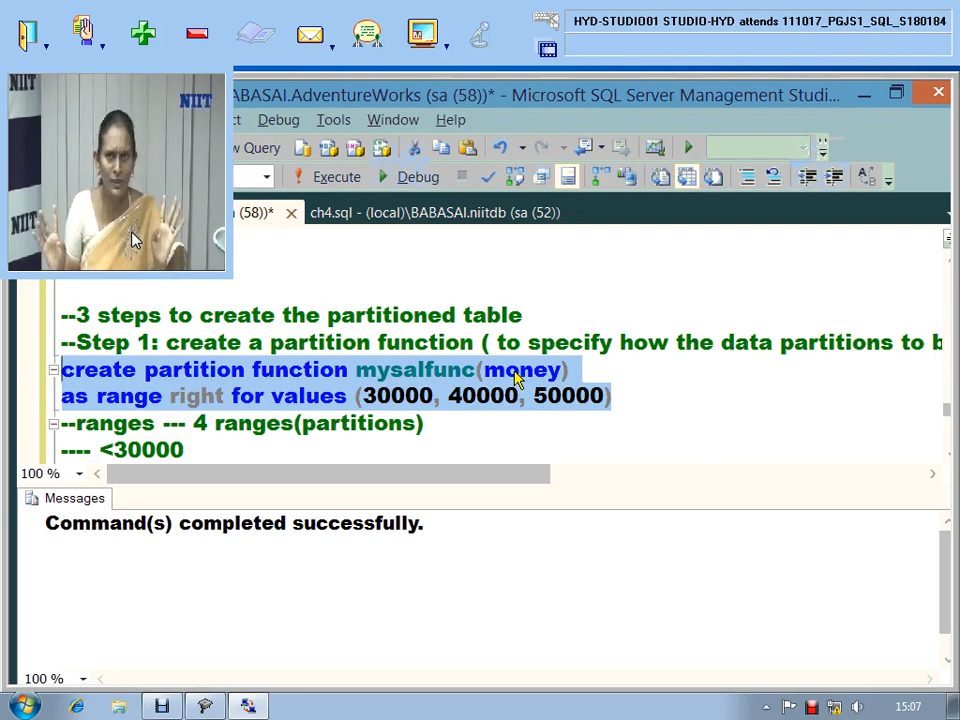 HYD-STUDIO01 STUDIO-HYD attends 111017_PGJS1_SQL_S180184
NIIT
NIIT
NIIT
BABASAI.AdventureWorks (sa (58))* - Microsoft SQL Server Management Studi...
Debug Tools Window Help
Query
Execute Debug
(58))* ch4.sql - (local)\BABASAI.niitdb (sa (52))
--3 steps to create the partitioned table
--Step 1: create a partition function ( to specify how the data partitions to b
create partition function mysalfunc(money)
as range right for values (30000, 40000, 50000)
--ranges --- 4 ranges(partitions)
---- <30000
100 %
Messages
Command(s) completed successfully.
100 %
15:07